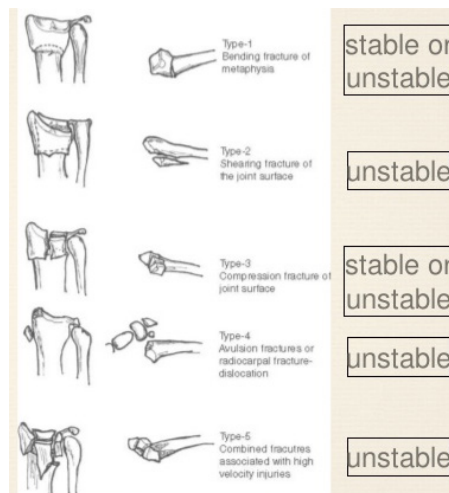 Type-1
Bending fracture of
metaphysis
stable or
unstable
Type-2
Shearing fracture of
the joint surface
unstable
Type-3
Compression fracture of
joint surface
stable or
unstable
Type-4
Avulsion fractures or
radiocarpal fracture-
dislocation
unstable
Type-5
Combined fracutres
associated with high
velocity injuries
unstable